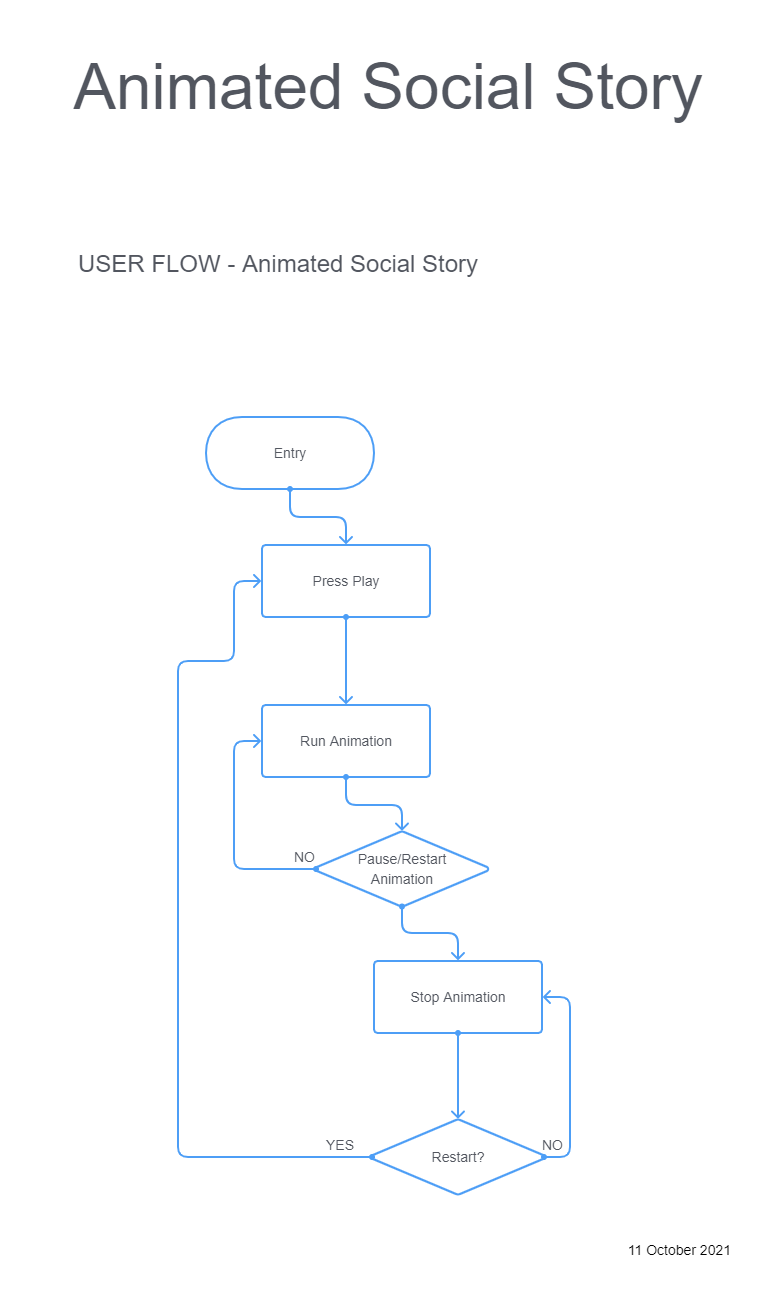 Animated Social Story
USER FLOW - Animated Social Story
Entry
Press Play
Run Animation
NO
Pause/Restart
Animation
Stop Animation
YES
NO
Restart?
11 October 2021